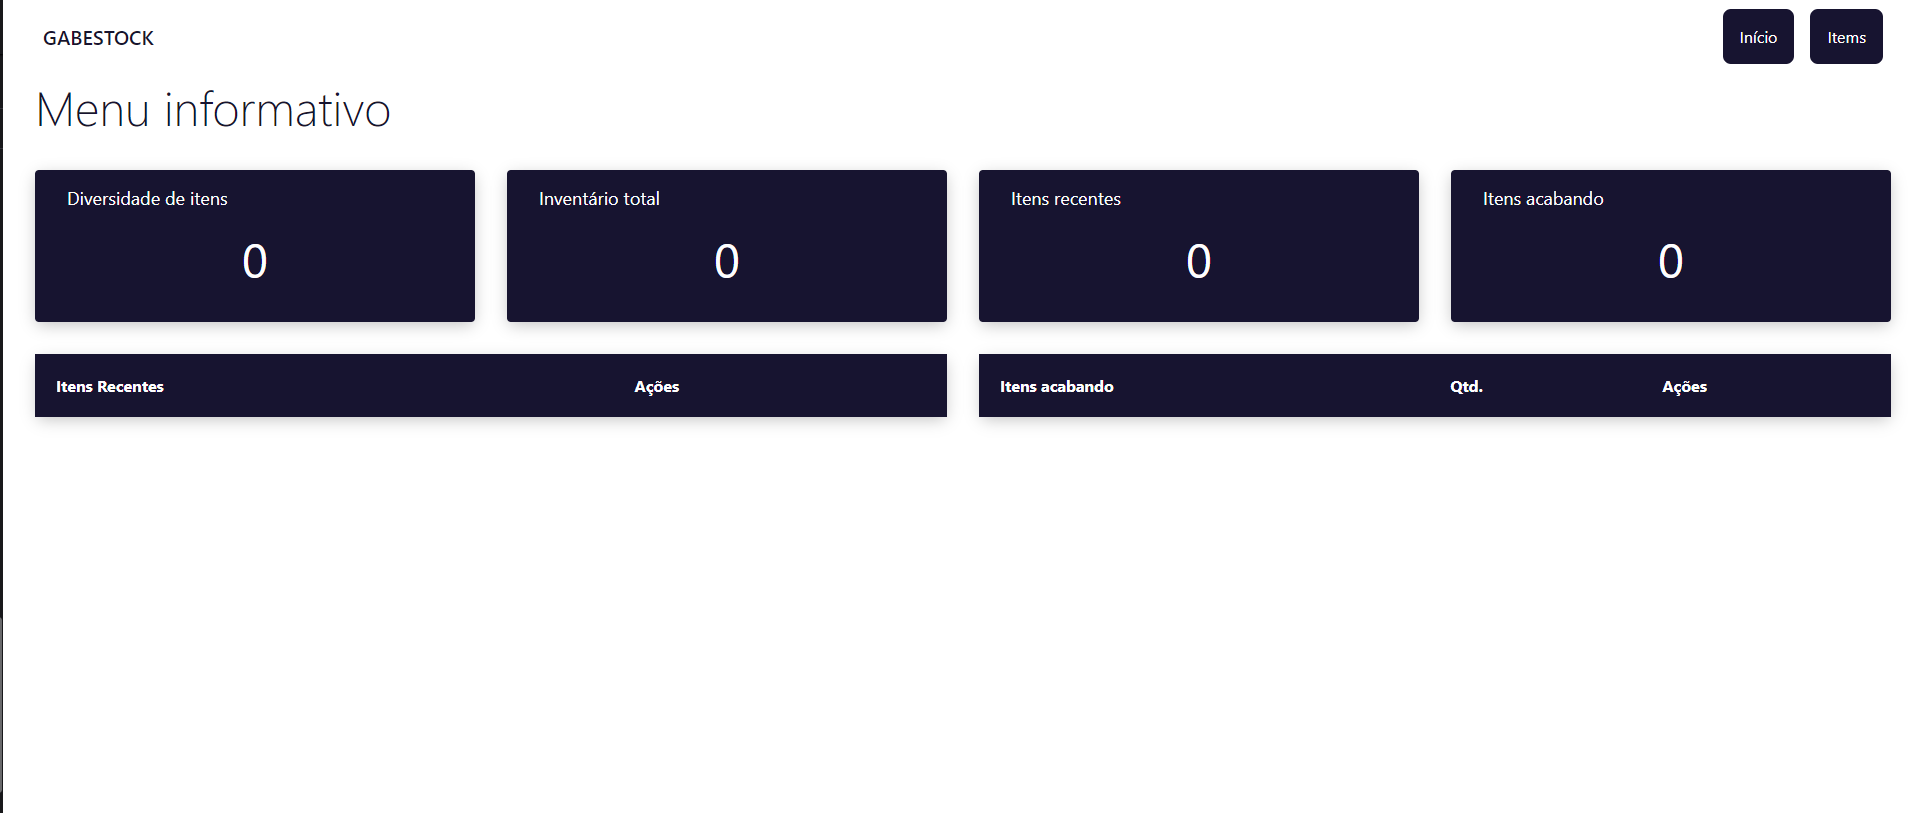 GABESTOCK
Início
Items
Menu informativo
Diversidade de itens
0
Inventário total
0
Itens recentes
0
Itens acabando
0
Itens Recentes Ações
Itens acabando Qtd. Ações